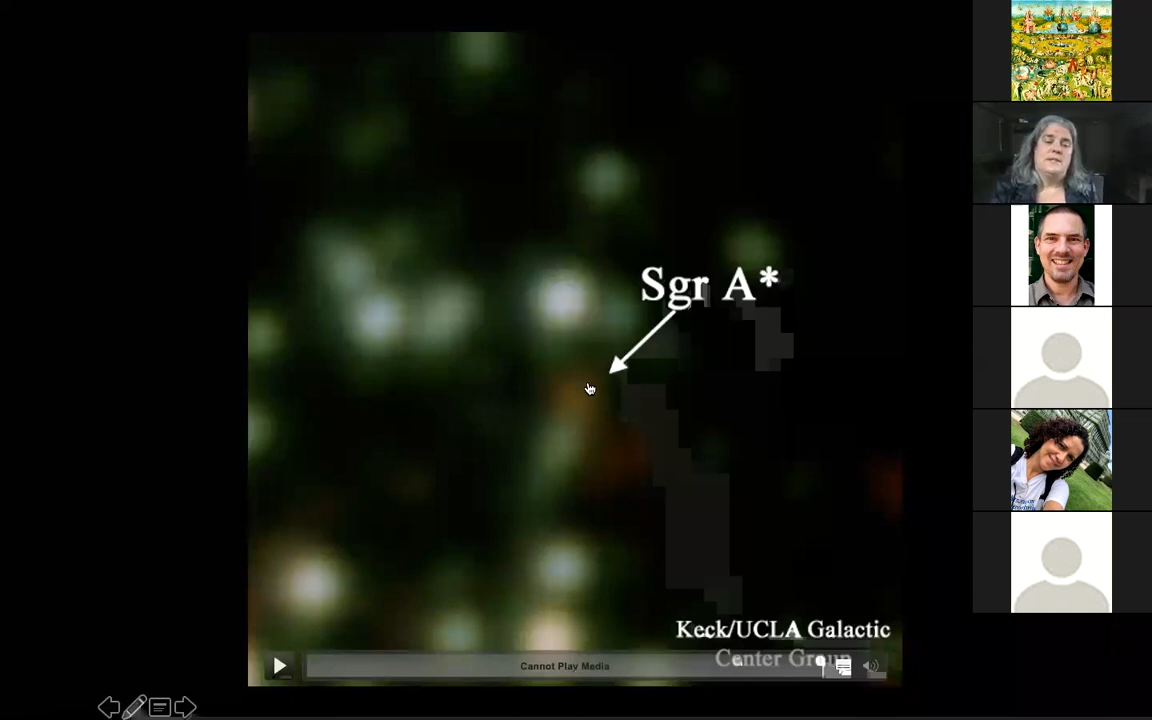 Sgr A*
Keck/UCLA Galactic
Center Group
Cannot Play Media